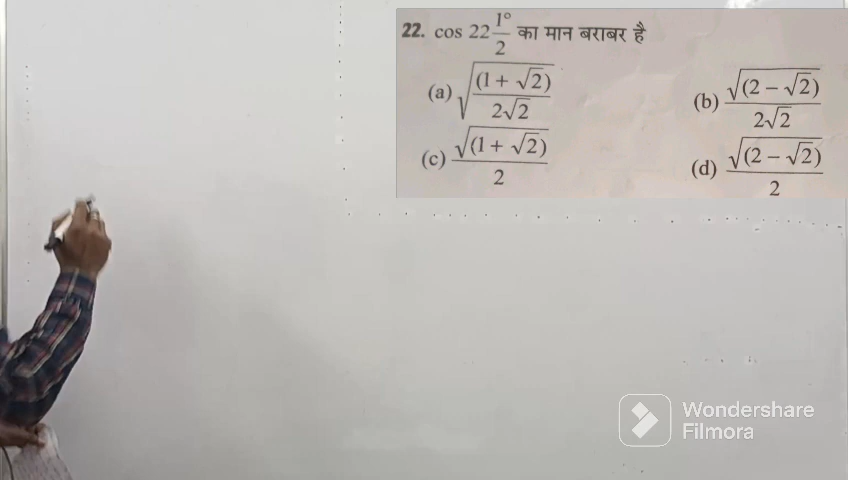 22. cos 22 1°/2 का मान बराबर है
(a) √((1 + √2)/(2√2))
(b) √(2 − √2)/(2√2)
(c) √(1 + √2)/2
(d) √(2 − √2)/2
Wondershare
Filmora